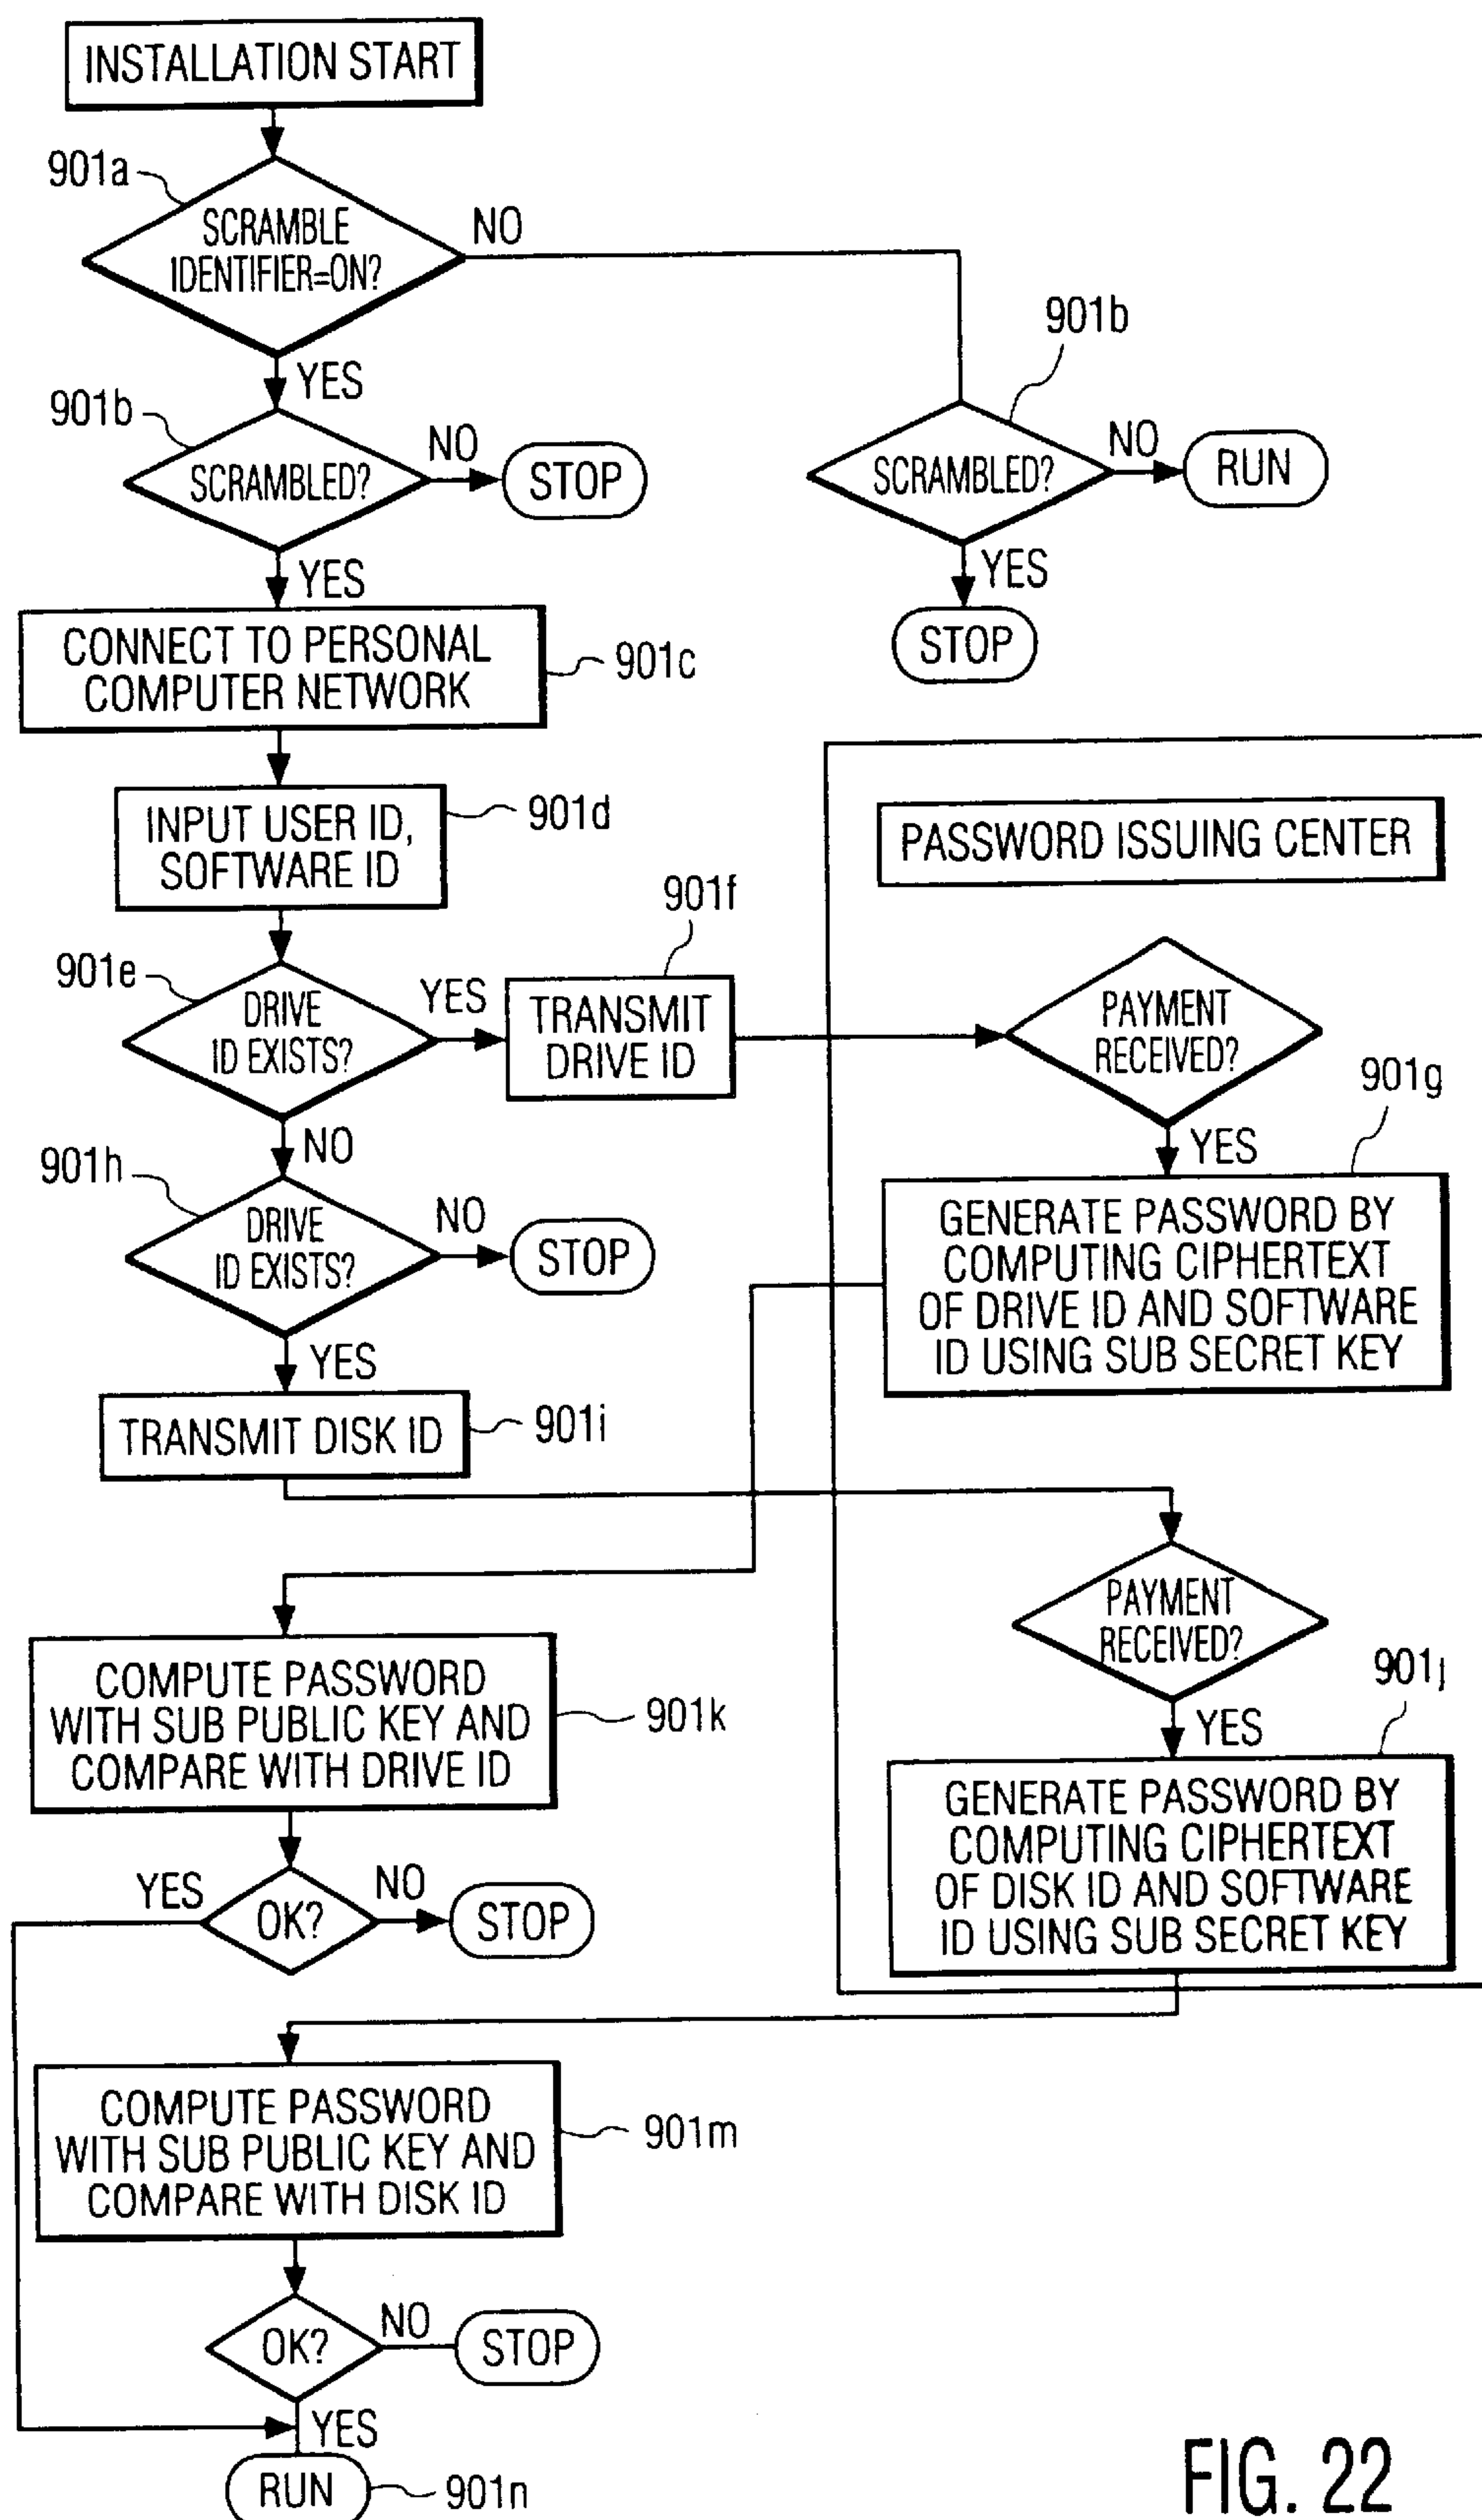 INSTALLATION START
901a
SCRAMBLE
IDENTIFIER=ON?
NO
YES
901b
SCRAMBLED?
NO
STOP
901b
SCRAMBLED?
NO
RUN
YES
STOP
YES
CONNECT TO PERSONAL
COMPUTER NETWORK
901c
INPUT USER ID,
SOFTWARE ID
901d
PASSWORD ISSUING CENTER
901e
DRIVE
ID EXISTS?
YES
901f
TRANSMIT
DRIVE ID
PAYMENT
RECEIVED?
901g
YES
NO
901h
DRIVE
ID EXISTS?
NO
STOP
GENERATE PASSWORD BY
COMPUTING CIPHERTEXT
OF DRIVE ID AND SOFTWARE
ID USING SUB SECRET KEY
YES
TRANSMIT DISK ID
901i
PAYMENT
RECEIVED?
901j
YES
COMPUTE PASSWORD
WITH SUB PUBLIC KEY AND
COMPARE WITH DRIVE ID
901k
GENERATE PASSWORD BY
COMPUTING CIPHERTEXT
OF DISK ID AND SOFTWARE
ID USING SUB SECRET KEY
YES
OK?
NO
STOP
COMPUTE PASSWORD
WITH SUB PUBLIC KEY AND
COMPARE WITH DISK ID
901m
OK?
NO
STOP
YES
RUN
901n
FIG. 22